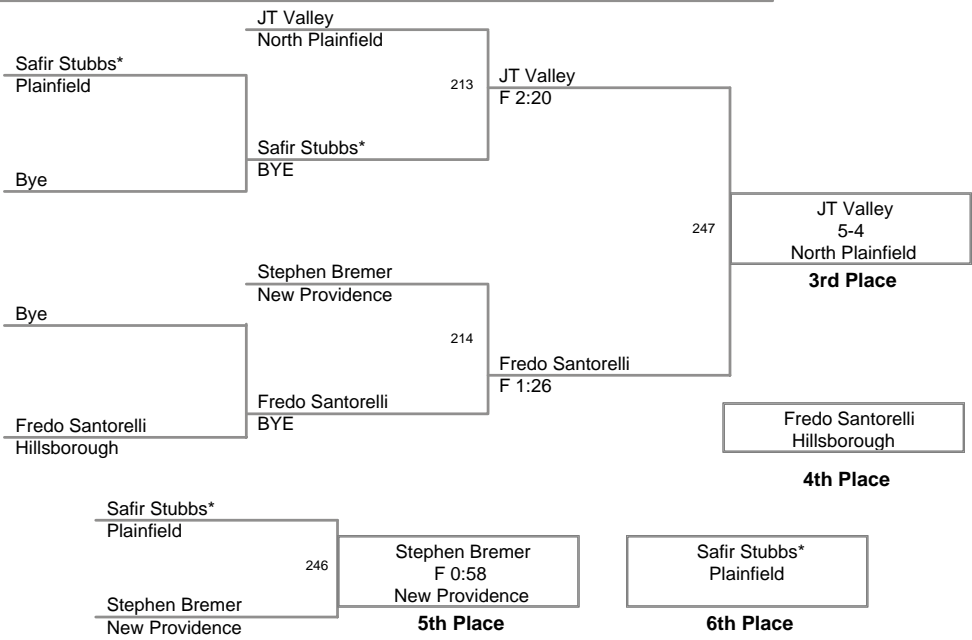 JT Valley
North Plainfield
Safir Stubbs*
Plainfield
213
JT Valley
F 2:20
Safir Stubbs*
BYE
Bye
JT Valley
5-4
North Plainfield
247
3rd Place
Stephen Bremer
New Providence
Bye
214
Fredo Santorelli
F 1:26
Fredo Santorelli
BYE
Fredo Santorelli
Hillsborough
Fredo Santorelli
Hillsborough
4th Place
Safir Stubbs*
Plainfield
246
Stephen Bremer
F 0:58
New Providence
5th Place
Stephen Bremer
New Providence
Safir Stubbs*
Plainfield
6th Place